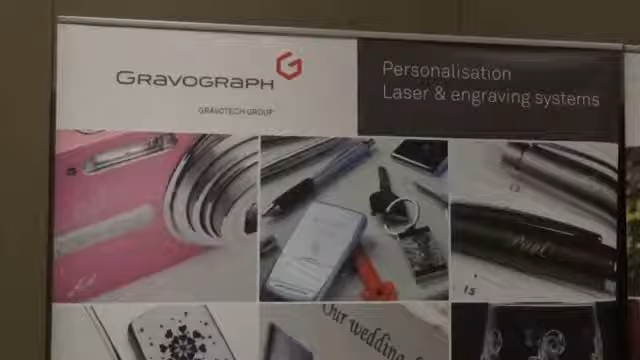 GRAVOGRAPH
GRAVOTECH GROUP
Personalisation
Laser & engraving systems
Our wedding